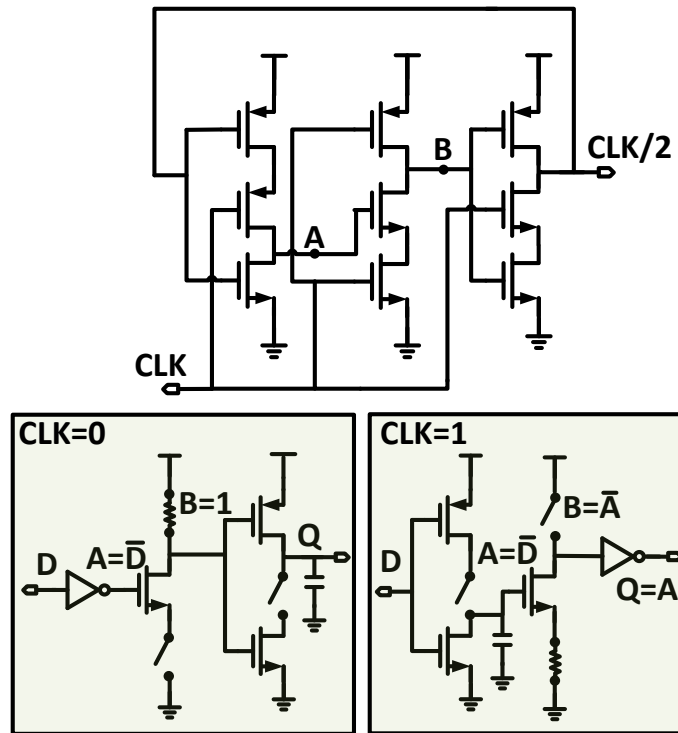 B
CLK/2
A
CLK
CLK=0
B=1
D
A=D̅
Q
CLK=1
B=A̅
D
A=D̅
Q=A